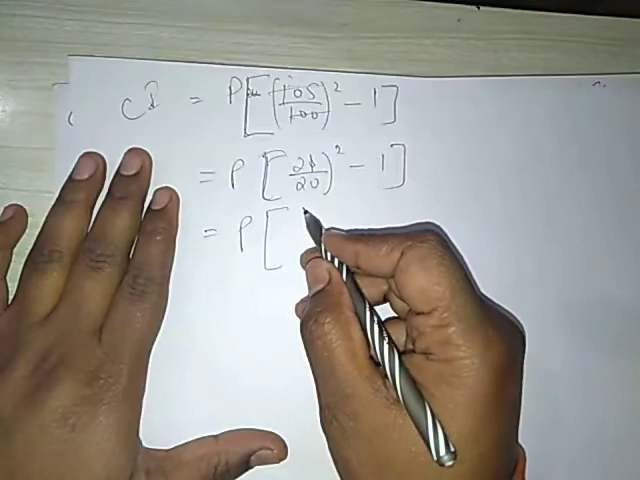 CI = P[(105/100)² - 1]
= P[(21/20)² - 1]
= P[